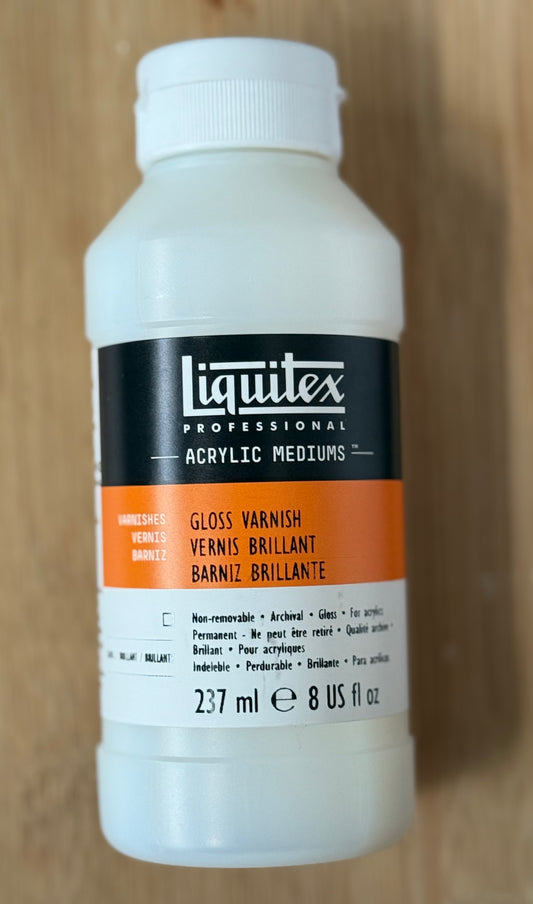 Liquitex
PROFESSIONAL
ACRYLIC MEDIUMS™
VARNISHES
VERNIS
BARNIZ
GLOSS VARNISH
VERNIS BRILLANT
BARNIZ BRILLANTE
Non-removable • Archival • Gloss • For acrylics
Permanent - Ne peut être retiré • Qualité •
Brillant • Pour acryliques
Indeleble • Perdurable • Brillante • Para acrílicos
/ BRILLANT / BRILLANT
237 ml ℮ 8 US fl oz